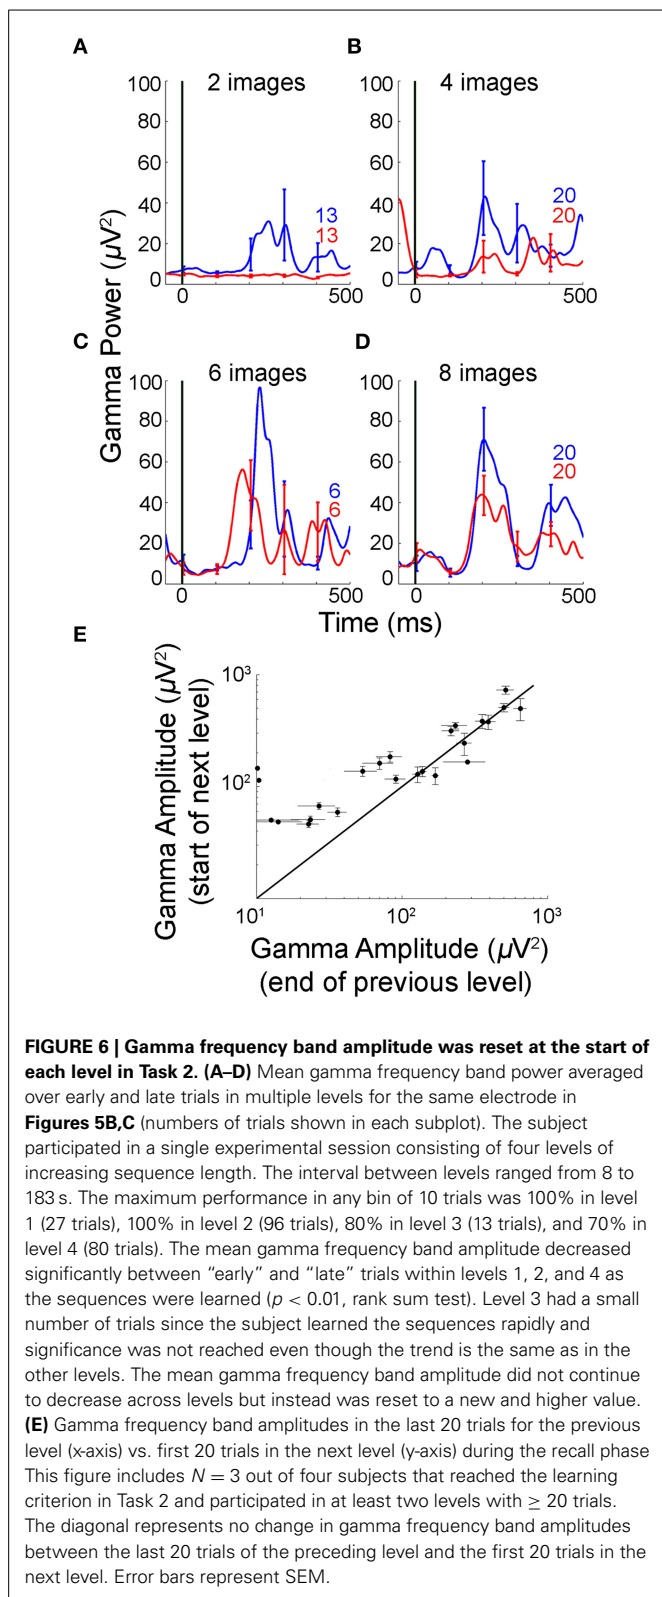 A
B
2 images
4 images
100
80
60
40
20
0
13
13
0
500
100
80
60
40
20
0
20
20
0
500
Gamma Power (µV²)
C
D
6 images
8 images
100
80
60
40
20
0
6
6
0
500
100
80
60
40
20
0
20
20
0
500
Time (ms)
E
Gamma Amplitude (µV²)
(start of next level)
10³
10²
10¹
10²
10³
Gamma Amplitude (µV²)
(end of previous level)
FIGURE 6 | Gamma frequency band amplitude was reset at the start of
each level in Task 2. (A–D) Mean gamma frequency band power averaged
over early and late trials in multiple levels for the same electrode in
Figures 5B,C (numbers of trials shown in each subplot). The subject
participated in a single experimental session consisting of four levels of
increasing sequence length. The interval between levels ranged from 8 to
183 s. The maximum performance in any bin of 10 trials was 100% in level
1 (27 trials), 100% in level 2 (96 trials), 80% in level 3 (13 trials), and 70% in
level 4 (80 trials). The mean gamma frequency band amplitude decreased
significantly between “early” and “late” trials within levels 1, 2, and 4 as
the sequences were learned (p < 0.01, rank sum test). Level 3 had a small
number of trials since the subject learned the sequences rapidly and
significance was not reached even though the trend is the same as in the
other levels. The mean gamma frequency band amplitude did not continue
to decrease across levels but instead was reset to a new and higher value.
(E) Gamma frequency band amplitudes in the last 20 trials for the previous
level (x-axis) vs. first 20 trials in the next level (y-axis) during the recall phase
This figure includes N = 3 out of four subjects that reached the learning
criterion in Task 2 and participated in at least two levels with ≥ 20 trials.
The diagonal represents no change in gamma frequency band amplitudes
between the last 20 trials of the preceding level and the first 20 trials in the
next level. Error bars represent SEM.